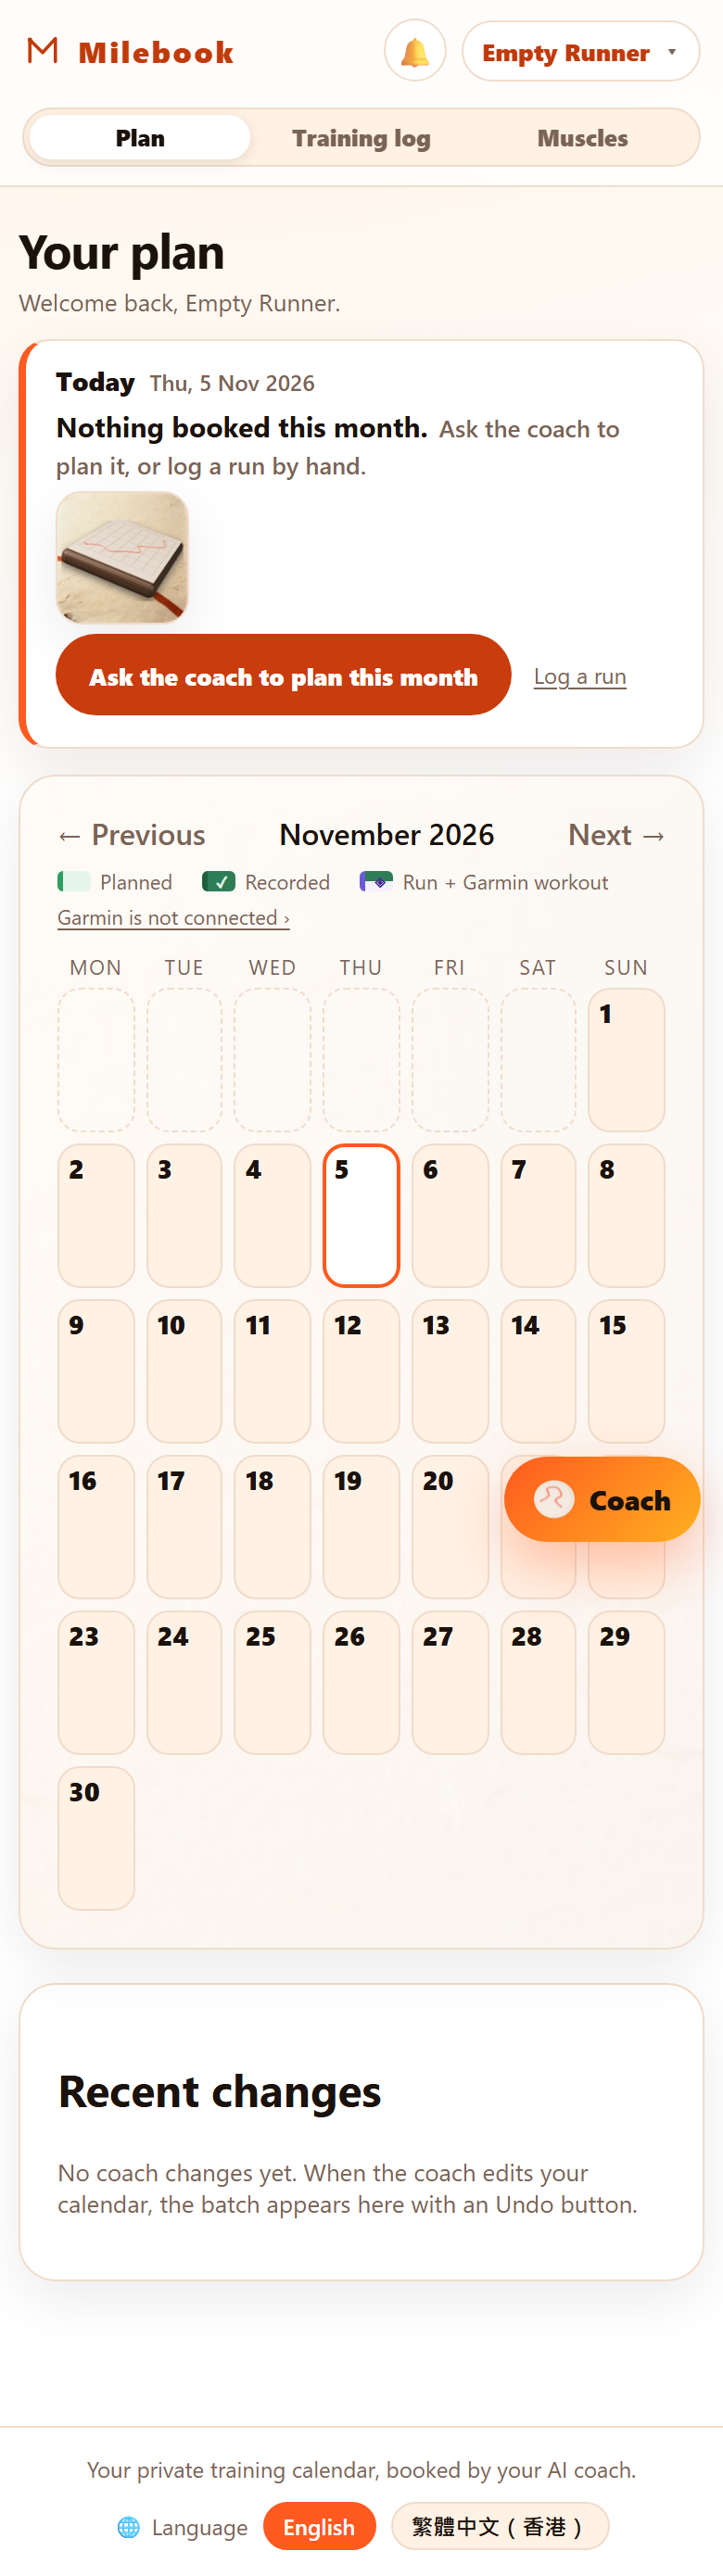 Milebook
Empty Runner
Plan
Training log
Muscles
Your plan
Welcome back, Empty Runner.
Today Thu, 5 Nov 2026
Nothing booked this month. Ask the coach to
plan it, or log a run by hand.
Ask the coach to plan this month
Log a run
← Previous
November 2026
Next →
Planned
Recorded
Run + Garmin workout
Garmin is not connected ›
MON TUE WED THU FRI SAT SUN
1
2 3 4 5 6 7 8
9 10 11 12 13 14 15
16 17 18 19 20
Coach
23 24 25 26 27 28 29
30
Recent changes
No coach changes yet. When the coach edits your
calendar, the batch appears here with an Undo button.
Your private training calendar, booked by your AI coach.
Language
English
繁體中文(香港)